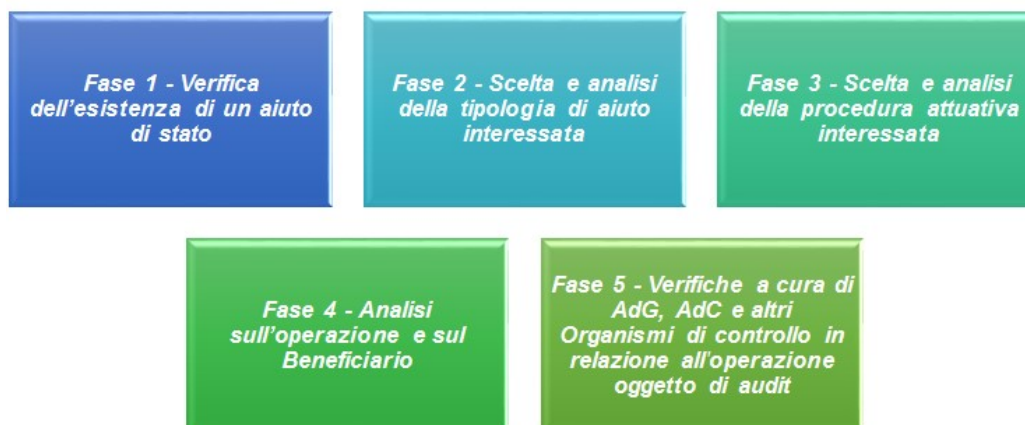 Fase 1 - Verifica
dell'esistenza di un aiuto
di stato
Fase 2 - Scelta e analisi
della tipologia di aiuto
interessata
Fase 3 - Scelta e analisi
della procedura attuativa
interessata
Fase 4 - Analisi
sull'operazione e sul
Beneficiario
Fase 5 - Verifiche a cura di
AdG, AdC e altri
Organismi di controllo in
relazione all'operazione
oggetto di audit